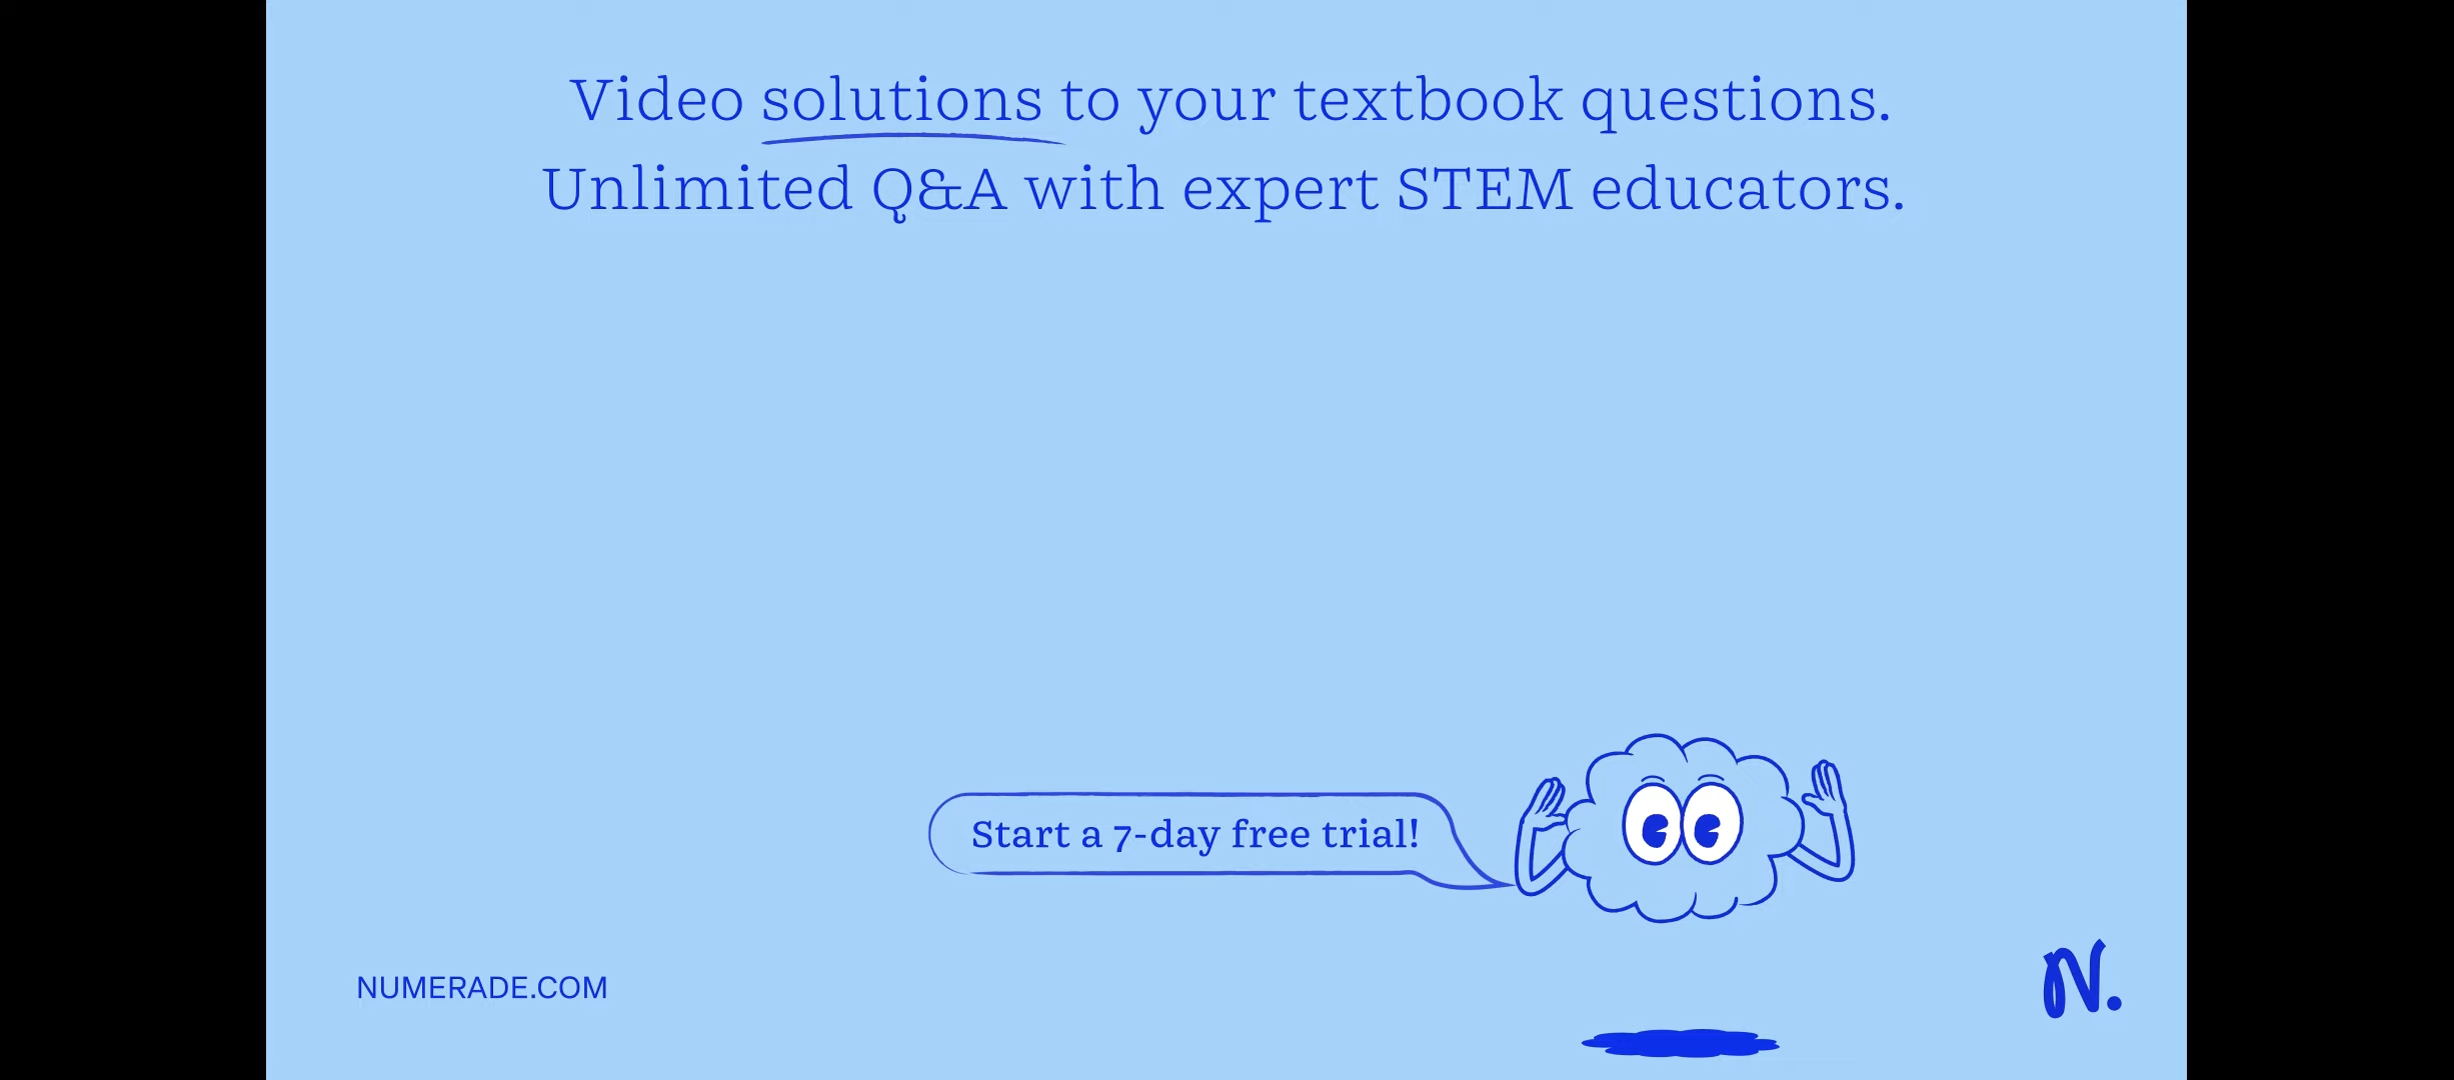 Video solutions to your textbook questions.
Unlimited Q&A with expert STEM educators.
Start a 7-day free trial!
NUMERADE.COM
N.